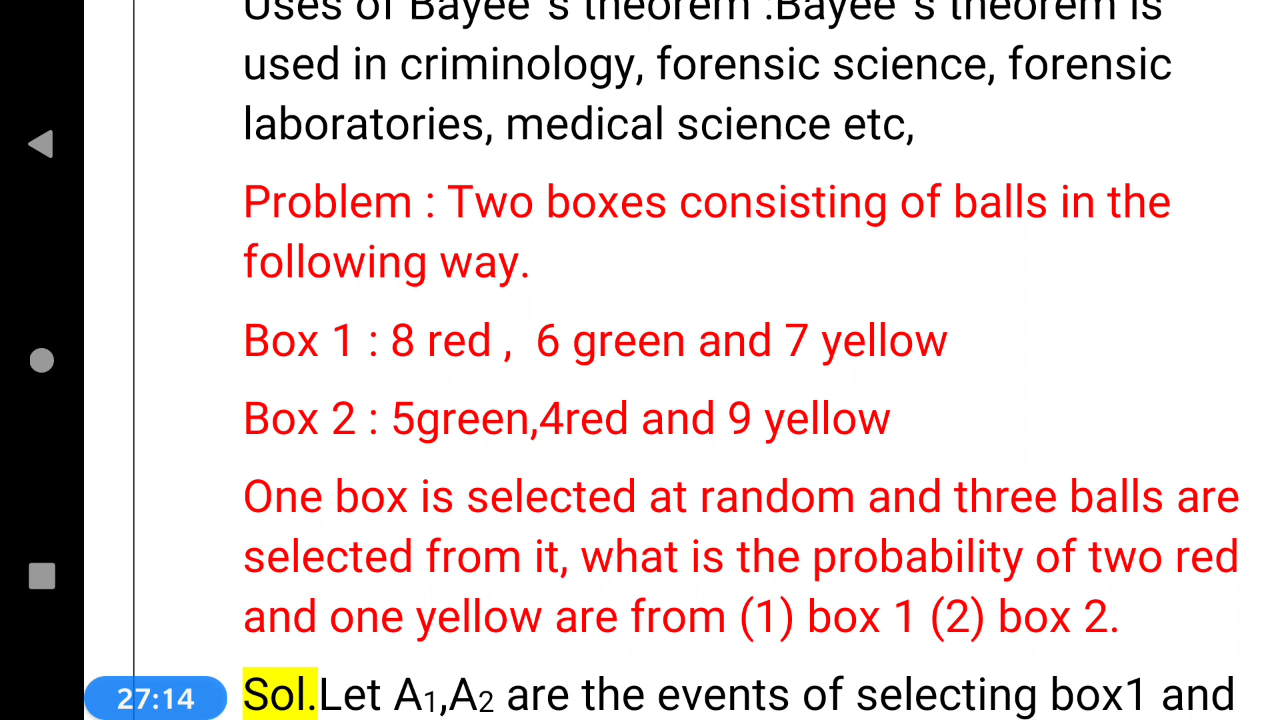 Uses of Bayee's theorem :Bayee's theorem is
used in criminology, forensic science, forensic
laboratories, medical science etc,
Problem : Two boxes consisting of balls in the
following way.
Box 1 : 8 red ,  6 green and 7 yellow
Box 2 : 5green,4red and 9 yellow
One box is selected at random and three balls are
selected from it, what is the probability of two red
and one yellow are from (1) box 1 (2) box 2.
Sol.Let A₁,A₂ are the events of selecting box1 and
27:14